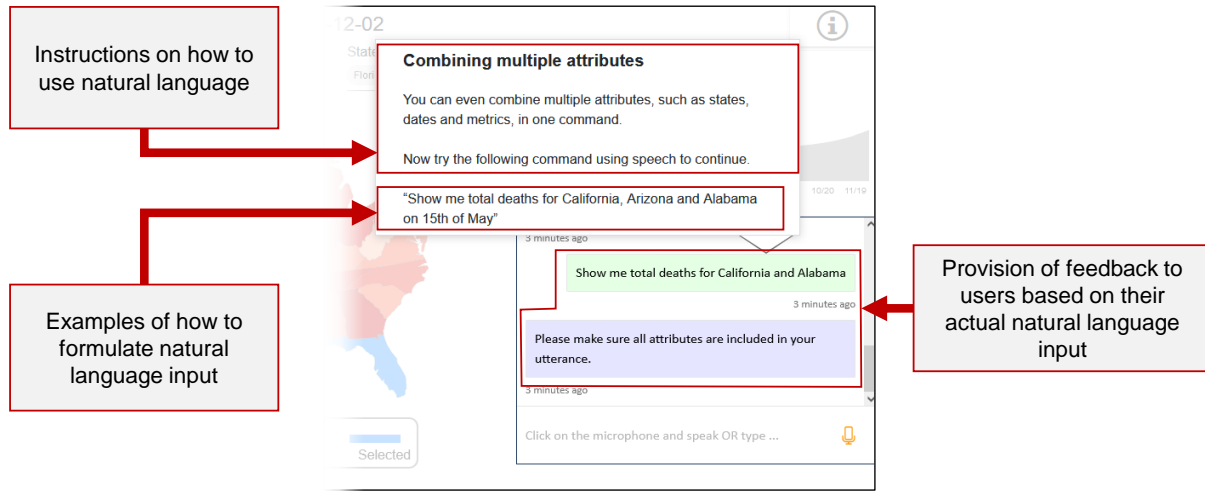 Instructions on how to
use natural language
Examples of how to
formulate natural
language input
12-02
State
Flori
Combining multiple attributes
You can even combine multiple attributes, such as states,
dates and metrics, in one command.
Now try the following command using speech to continue.
“Show me total deaths for California, Arizona and Alabama
on 15th of May”
10/20 11/19
3 minutes ago
Show me total deaths for California and Alabama
3 minutes ago
Please make sure all attributes are included in your
utterance.
3 minutes ago
Click on the microphone and speak OR type ...
Selected
Provision of feedback to
users based on their
actual natural language
input